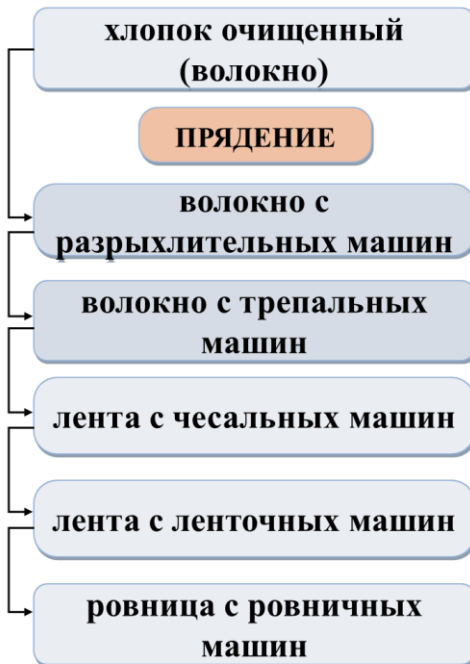 хлопок очищенный
(волокно)
ПРЯДЕНИЕ
волокно с
разрыхлительных машин
волокно с трепальных
машин
лента с чесальных машин
лента с ленточных машин
ровница с ровничных
машин